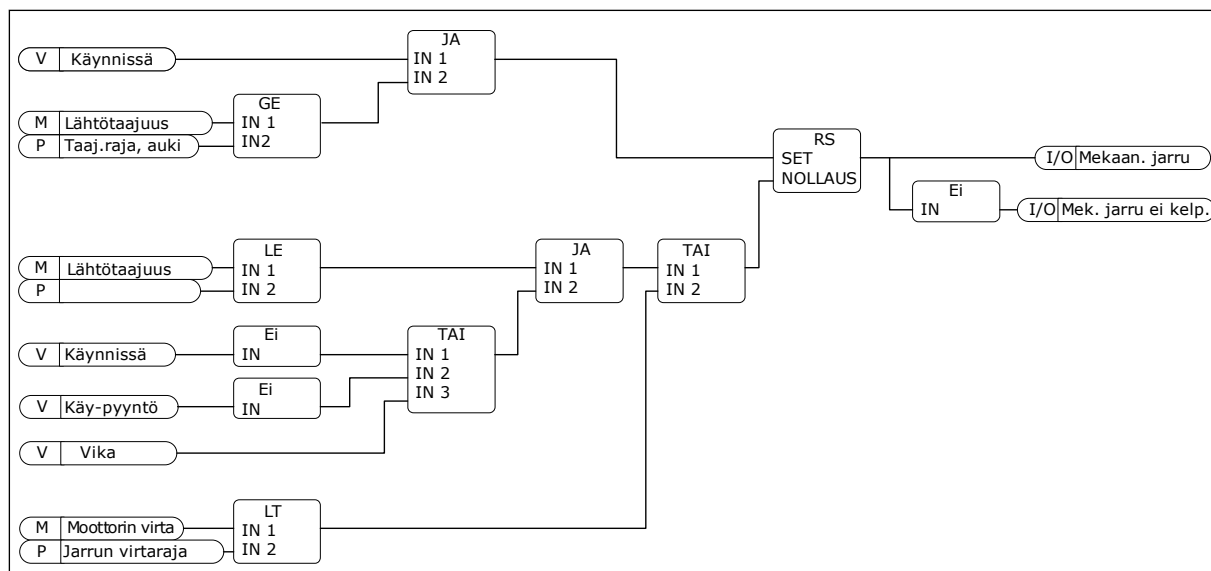 JA
V Käynnissä
IN 1
IN 2
GE
M Lähtötaajuus
IN 1
P Taaj.raja, auki
IN2
RS
SET
NOLLAUS
I/O Mekaan. jarru
Ei
IN
I/O Mek. jarru ei kelp.
LE
M Lähtötaajuus
IN 1
P
IN 2
JA
IN 1
IN 2
TAI
IN 1
IN 2
Ei
V Käynnissä
IN
TAI
IN 1
IN 2
IN 3
Ei
V Käy-pyyntö
IN
V Vika
LT
M Moottorin virta
IN 1
P Jarrun virtaraja
IN 2